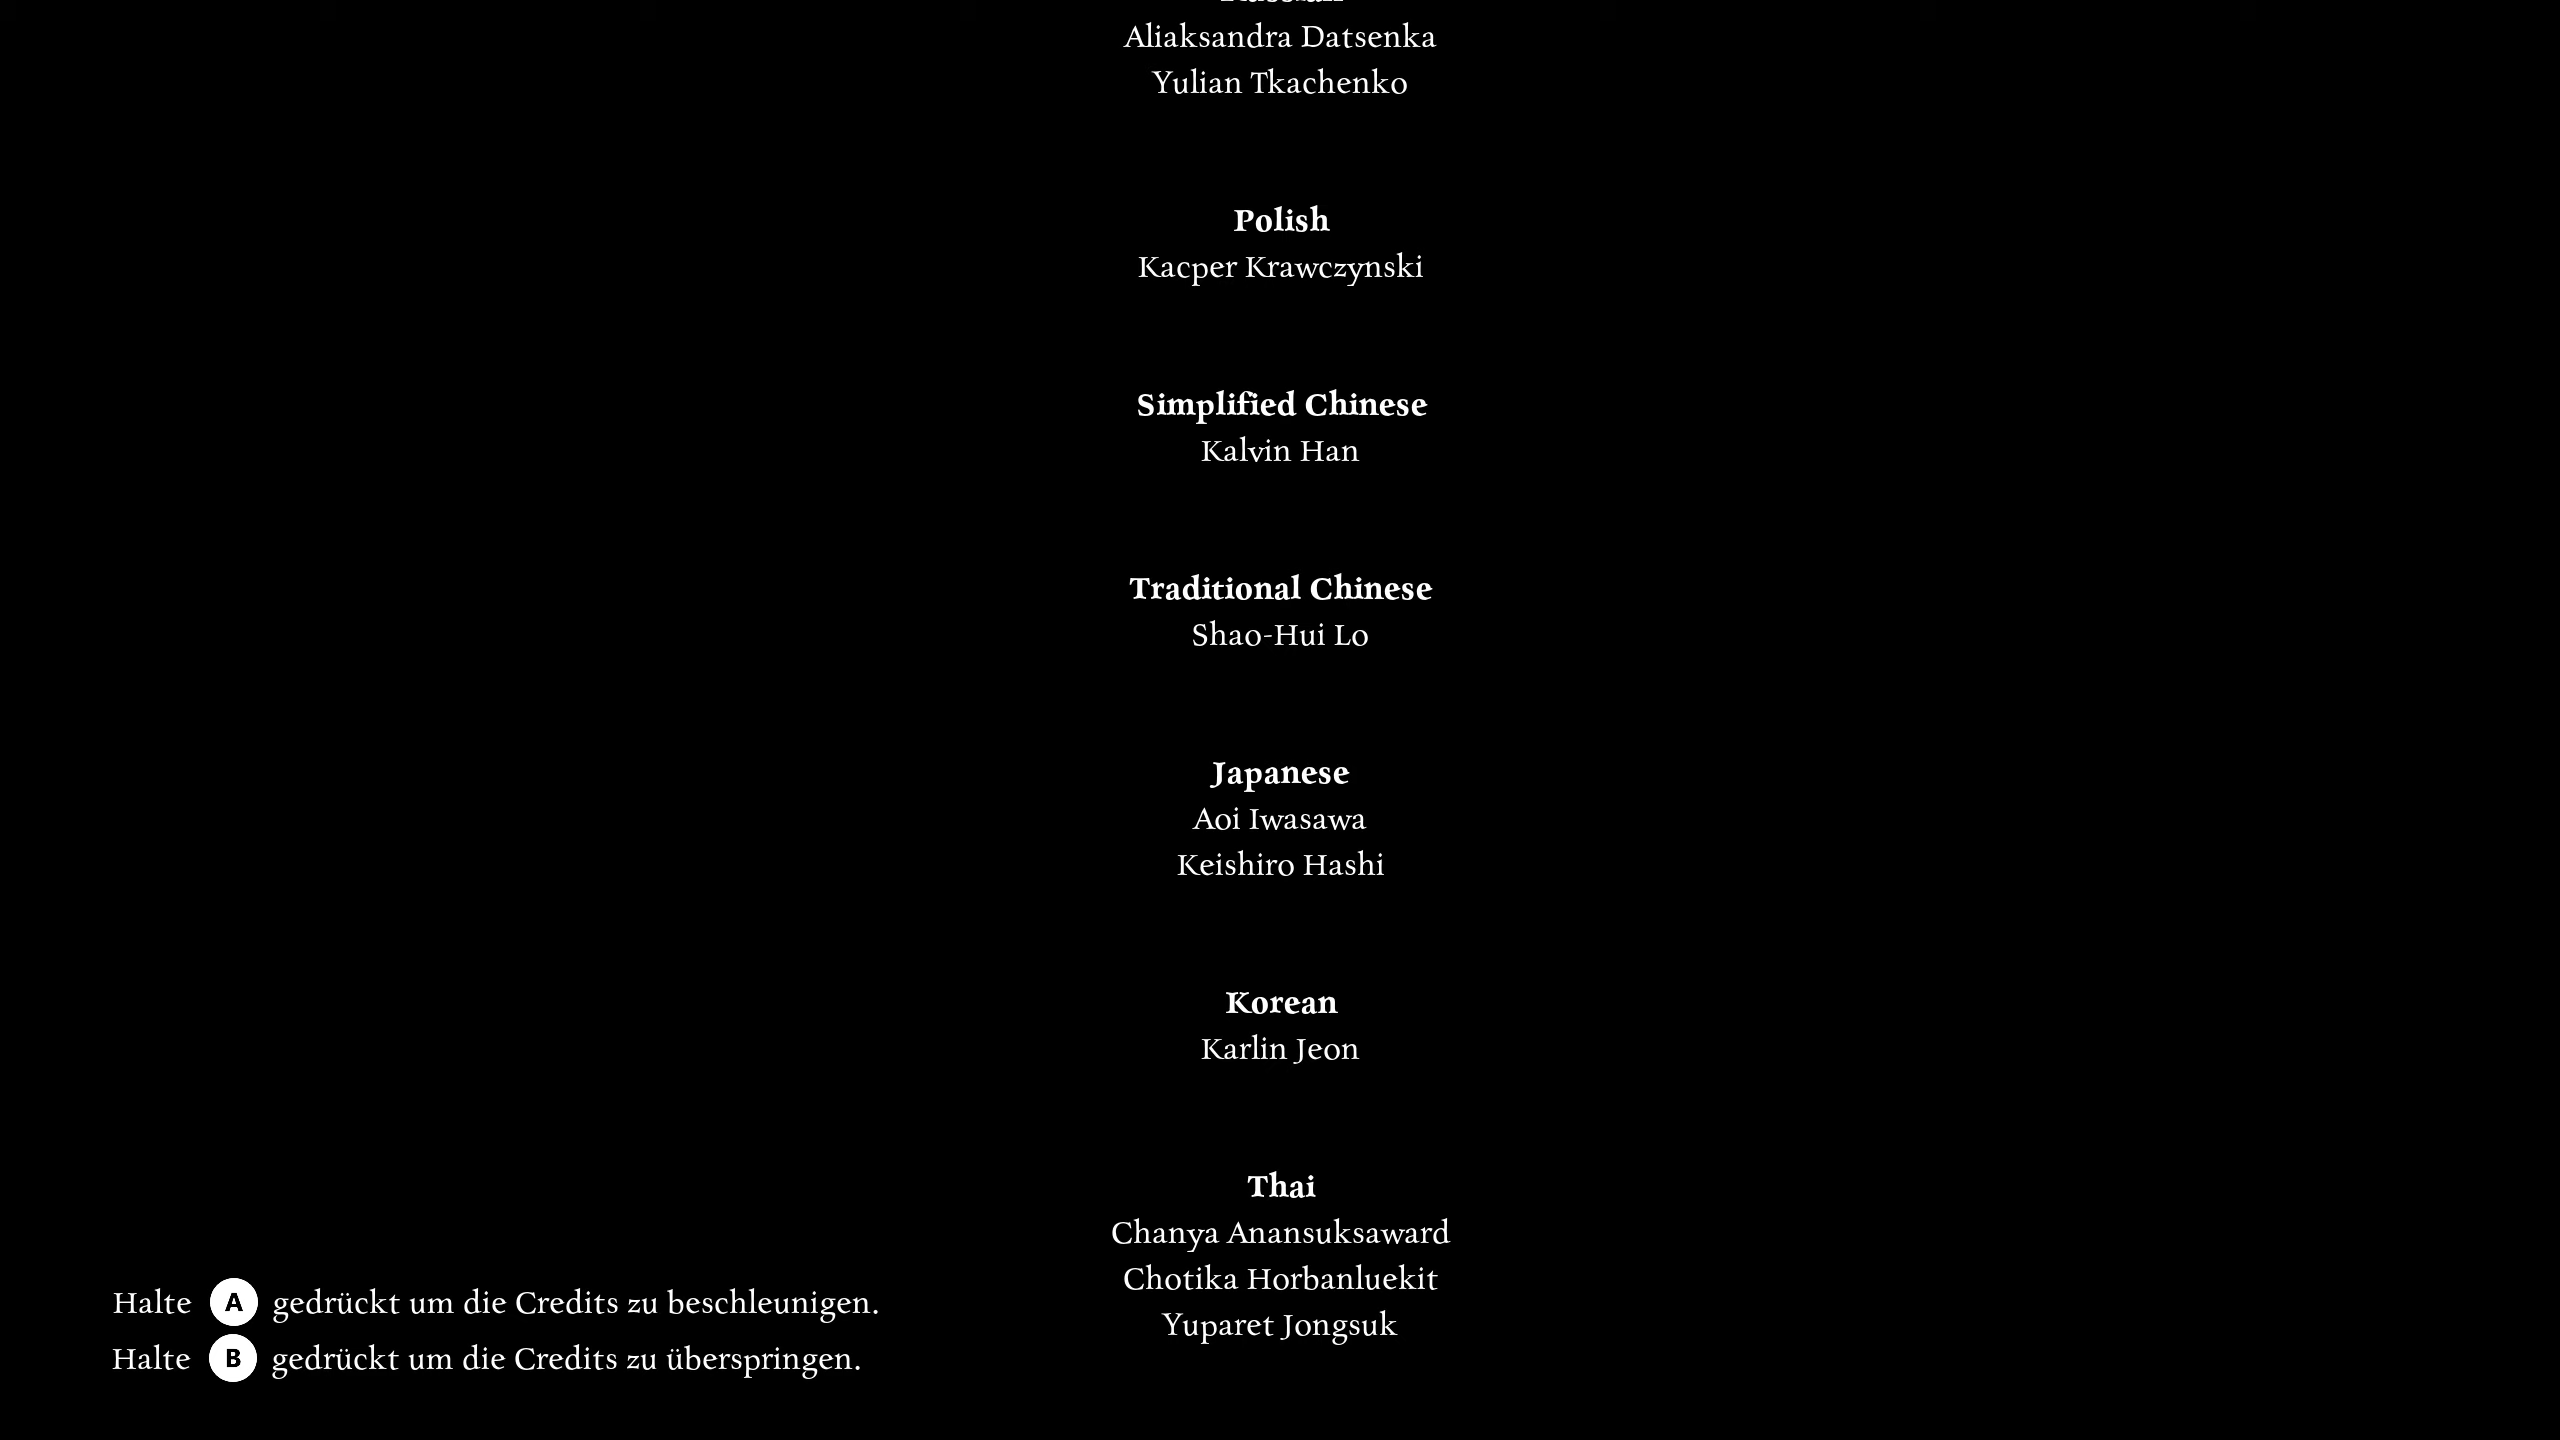 Aliaksandra Datsenka
Yulian Tkachenko
Polish
Kacper Krawczynski
Simplified Chinese
Kalvin Han
Traditional Chinese
Shao-Hui Lo
Japanese
Aoi Iwasawa
Keishiro Hashi
Korean
Karlin Jeon
Thai
Chanya Anansuksaward
Chotika Horbanluekit
Yuparet Jongsuk
Halte A gedrückt um die Credits zu beschleunigen.
Halte B gedrückt um die Credits zu überspringen.